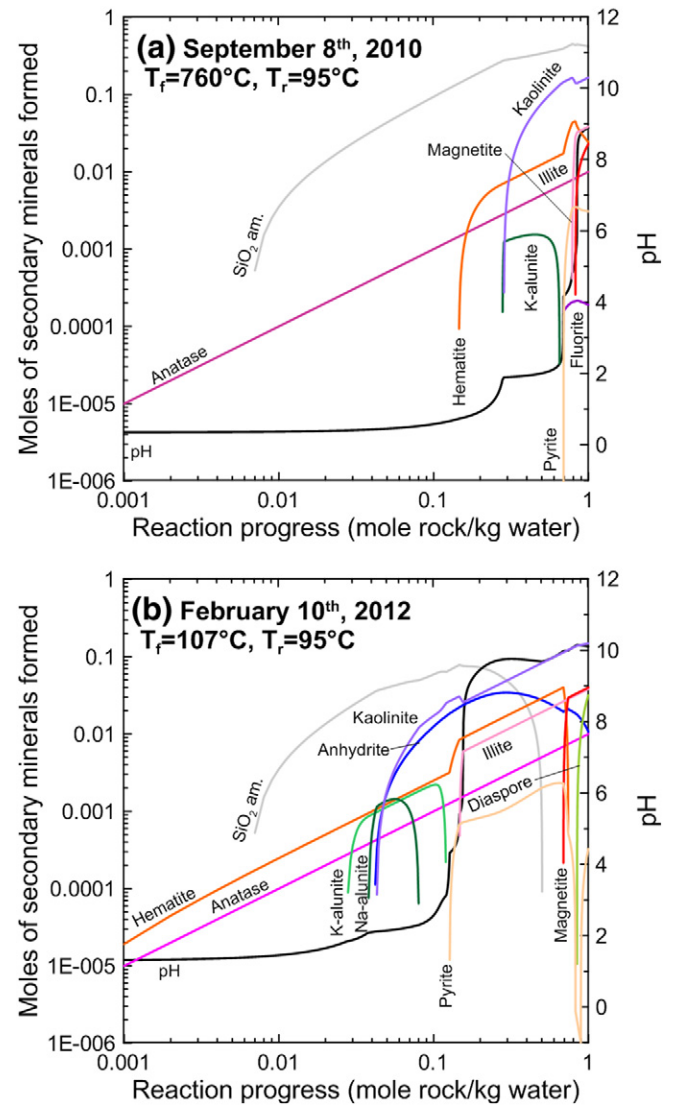 (a) September 8th, 2010
Tf=760°C, Tr=95°C
Moles of secondary minerals formed
1
0.1
0.01
0.001
0.0001
1E-005
1E-006
12
10
8
6
4
2
0
pH
SiO2 am.
Kaolinite
Magnetite
Illite
K-alunite
Anatase
Hematite
Fluorite
Pyrite
pH
0.001
0.01
0.1
1
Reaction progress (mole rock/kg water)
(b) February 10th, 2012
Tf=107°C, Tr=95°C
Moles of secondary minerals formed
1
0.1
0.01
0.001
0.0001
1E-005
1E-006
12
10
8
6
4
2
0
pH
Kaolinite
Anhydrite
Illite
SiO2 am.
Diaspore
Hematite
Anatase
K-alunite
Na-alunite
Magnetite
Pyrite
pH
0.001
0.01
0.1
1
Reaction progress (mole rock/kg water)